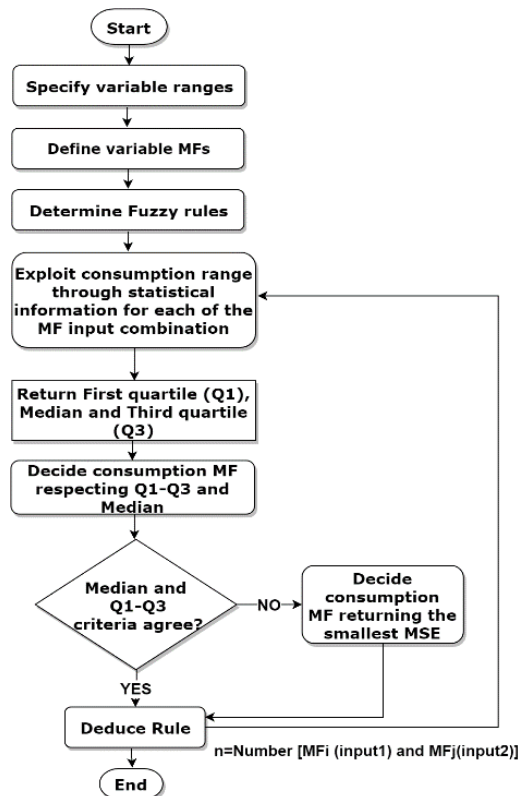 Start
Specify variable ranges
Define variable MFs
Determine Fuzzy rules
Exploit consumption range
through statistical
information for each of the
MF input combination
Return First quartile (Q1),
Median and Third quartile
(Q3)
Decide consumption MF
respecting Q1-Q3 and
Median
Median and
Q1-Q3
criteria agree?
NO
Decide
consumption
MF returning the
smallest MSE
YES
Deduce Rule
n=Number [MFi (input1) and MFj(input2)]
End